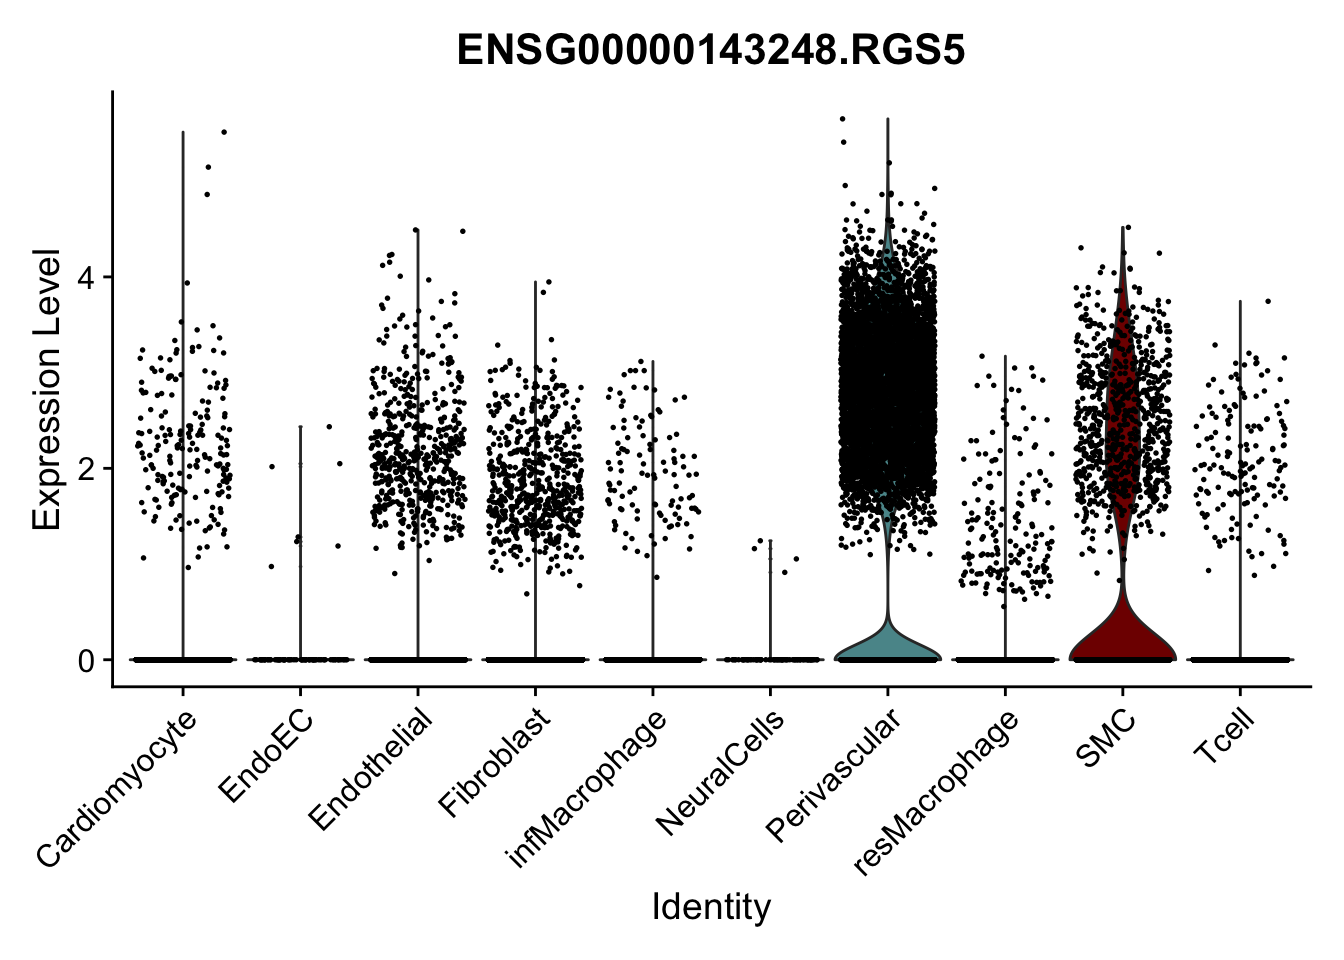 ENSG00000143248.RGS5
Expression Level
4
2
0
Cardiomyocyte
EndoEC
Endothelial
Fibroblast
infMacrophage
NeuralCells
Perivascular
resMacrophage
SMC
Tcell
Identity